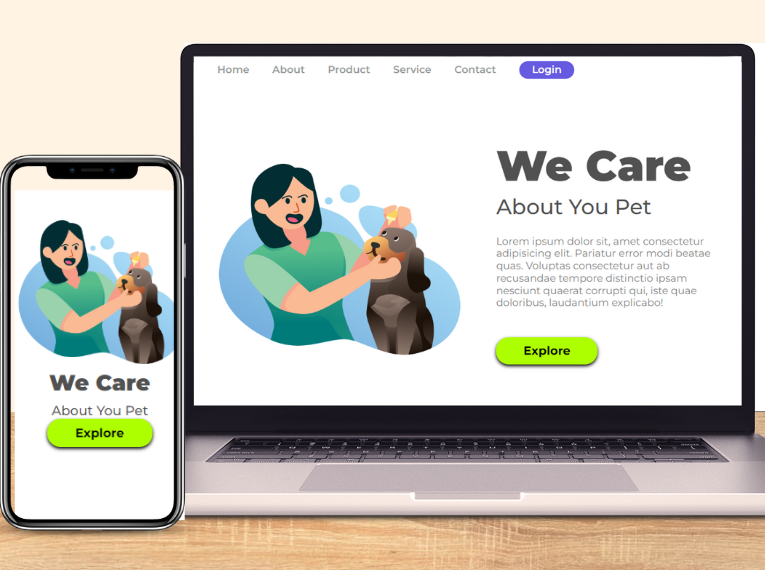 Home About Product Service Contact Login
We Care
About You Pet
Lorem ipsum dolor sit, amet consectetur
adipisicing elit. Pariatur error modi beatae
quas. Voluptas consectetur aut ab
recusandae tempore distinctio ipsam
nesciunt quaerat corrupti qui, iste quae
doloribus, laudantium explicabo!
Explore
We Care
About You Pet
Explore